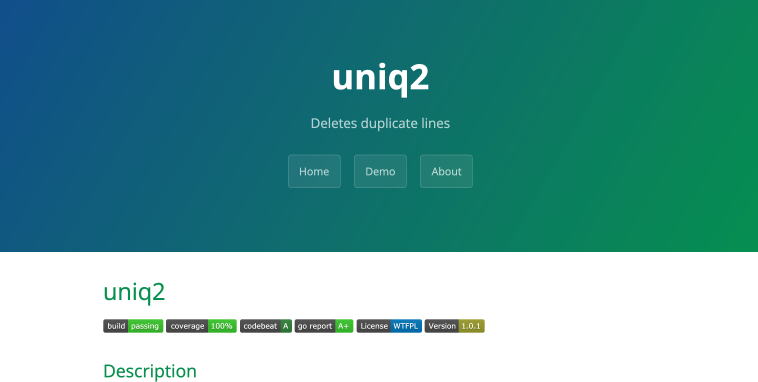 uniq2
Deletes duplicate lines
Home Demo About
uniq2
build passing coverage 100% codebeat A go report A+ License WTFPL Version 1.0.1
Description